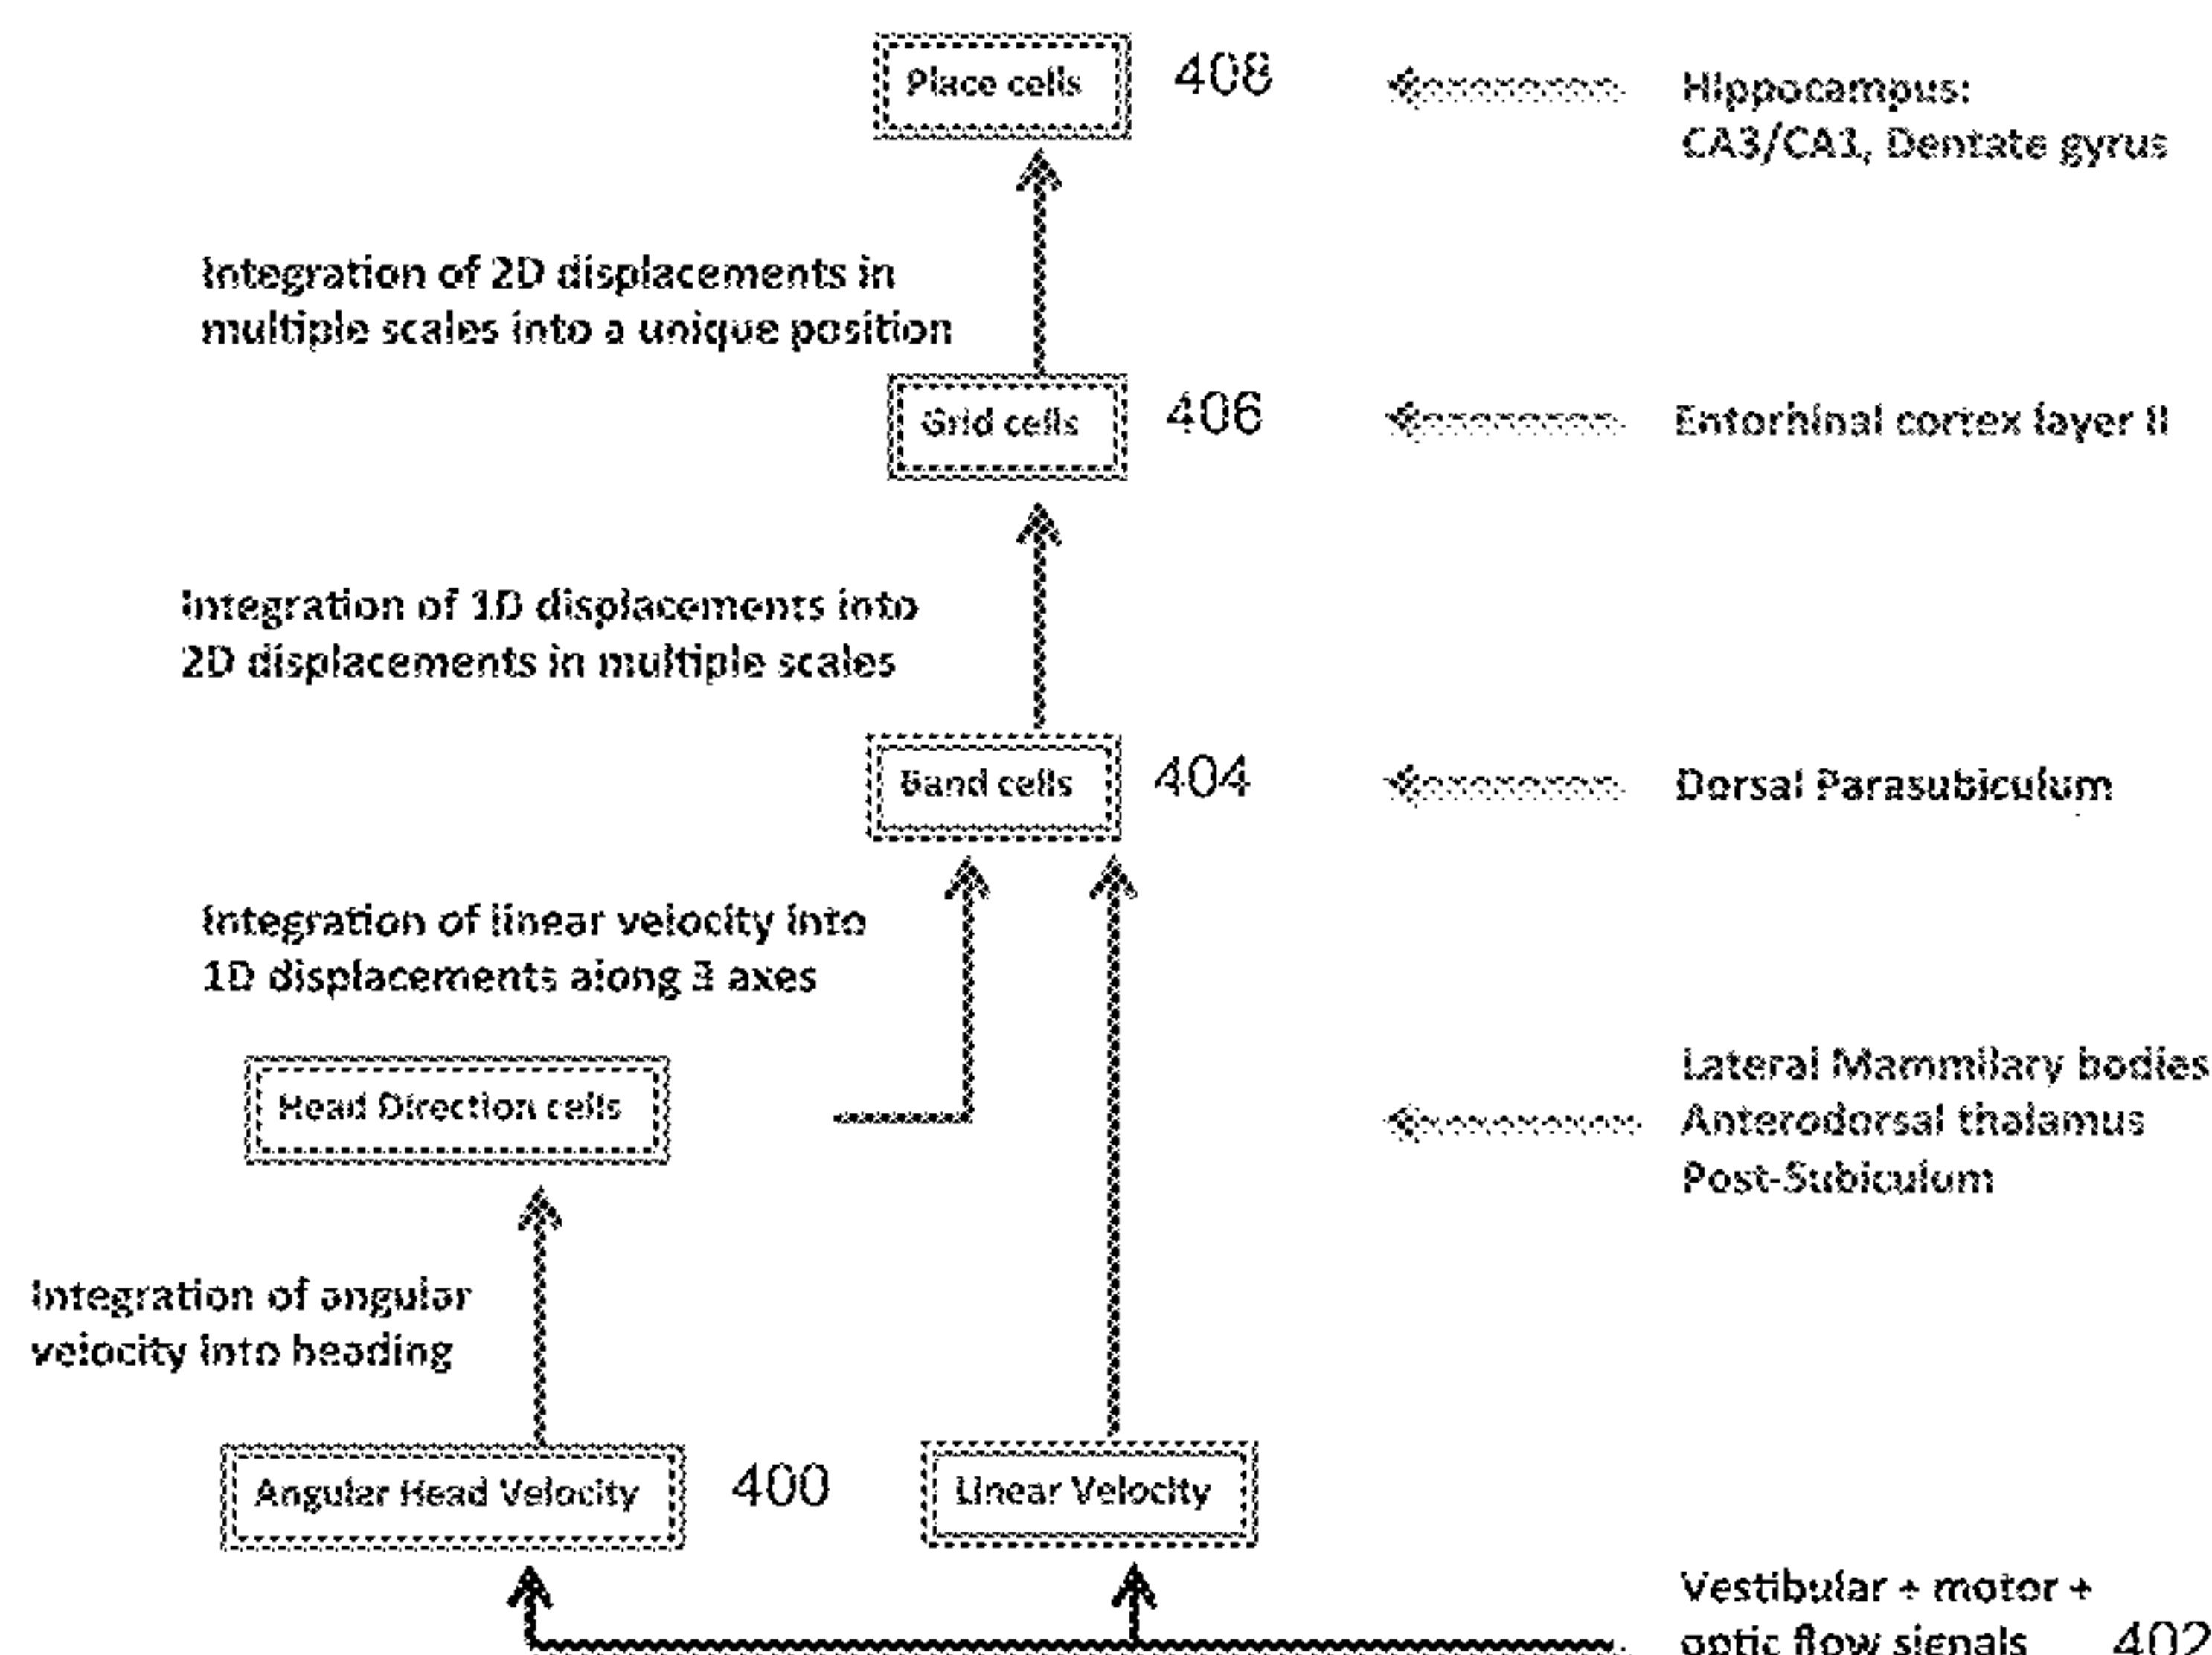 Place cells 408
Hippocampus:
CA3/CA1, Dentate gyrus
Integration of 2D displacements in
multiple scales into a unique position
Grid cells 406
Entorhinal cortex layer II
Integration of 1D displacements into
2D displacements in multiple scales
Band cells 404
Dorsal Parasubiculum
Integration of linear velocity into
1D displacements along 3 axes
Head Direction cells
Lateral Mammilary bodies
Anterodorsal thalamus
Post-Subiculum
Integration of angular
velocity into heading
Angular Head Velocity 400
Linear Velocity
Vestibular + motor +
optic flow signals 402